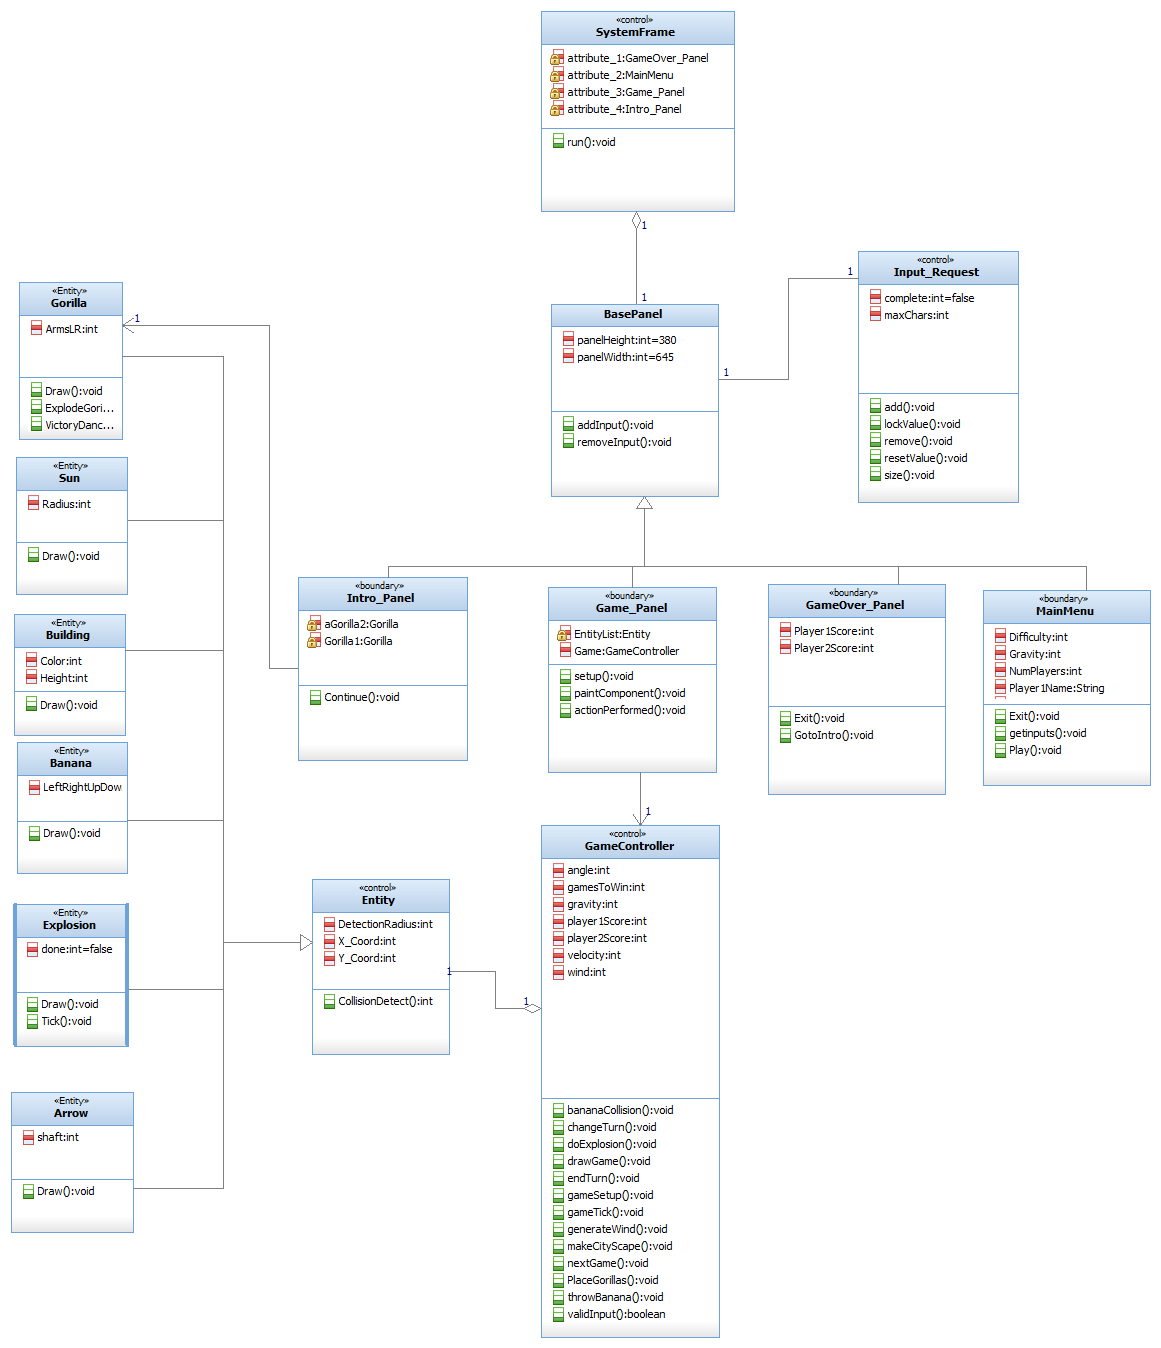 «control»
SystemFrame
attribute_1:GameOver_Panel
attribute_2:MainMenu
attribute_3:Game_Panel
attribute_4:Intro_Panel
run():void
1
1
BasePanel
panelHeight:int=380
panelWidth:int=645
addInput():void
removeInput():void
1
1
«control»
Input_Request
complete:int=false
maxChars:int
add():void
lockValue():void
remove():void
resetValue():void
size():void
«Entity»
Gorilla
ArmsLR:int
Draw():void
ExplodeGori...
VictoryDanc...
1
«Entity»
Sun
Radius:int
Draw():void
«Entity»
Building
Color:int
Height:int
Draw():void
«Entity»
Banana
LeftRightUpDow
Draw():void
«Entity»
Explosion
done:int=false
Draw():void
Tick():void
«Entity»
Arrow
shaft:int
Draw():void
«boundary»
Intro_Panel
aGorilla2:Gorilla
Gorilla1:Gorilla
Continue():void
«boundary»
Game_Panel
EntityList:Entity
Game:GameController
setup():void
paintComponent():void
actionPerformed():void
«boundary»
GameOver_Panel
Player1Score:int
Player2Score:int
Exit():void
GotoIntro():void
«boundary»
MainMenu
Difficulty:int
Gravity:int
NumPlayers:int
Player1Name:String
Exit():void
getinputs():void
Play():void
1
«control»
Entity
DetectionRadius:int
X_Coord:int
Y_Coord:int
CollisionDetect():int
1
1
«control»
GameController
angle:int
gamesToWin:int
gravity:int
player1Score:int
player2Score:int
velocity:int
wind:int
bananaCollision():void
changeTurn():void
doExplosion():void
drawGame():void
endTurn():void
gameSetup():void
gameTick():void
generateWind():void
makeCityScape():void
nextGame():void
PlaceGorillas():void
throwBanana():void
validInput():boolean